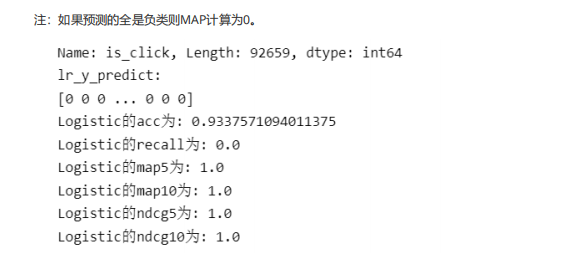 注：如果预测的全是负类则MAP计算为0。
Name: is_click, Length: 92659, dtype: int64
lr_y_predict:
[0 0 0 ... 0 0 0]
Logistic的acc为: 0.9337571094011375
Logistic的recall为: 0.0
Logistic的map5为: 1.0
Logistic的map10为: 1.0
Logistic的ndcg5为: 1.0
Logistic的ndcg10为: 1.0